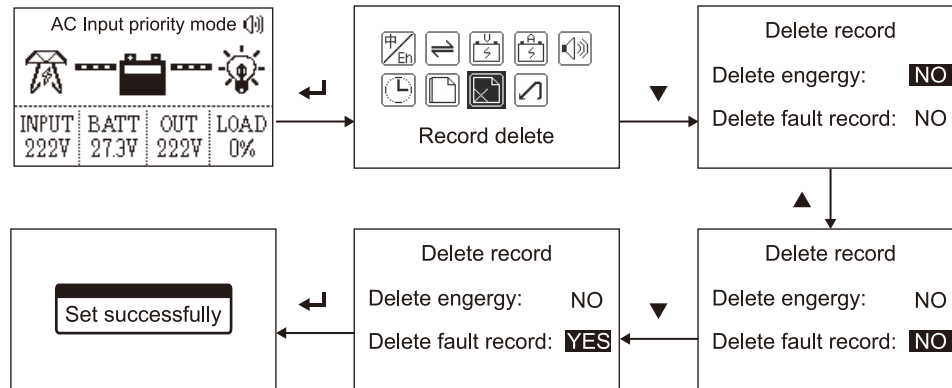 AC Input priority mode
INPUT BATT OUT LOAD
222V 27.3V 222V 0%
中/En
U
A
Record delete
Delete record
Delete engergy: NO
Delete fault record: NO
Set successfully
Delete record
Delete engergy: NO
Delete fault record: YES
Delete record
Delete engergy: NO
Delete fault record: NO